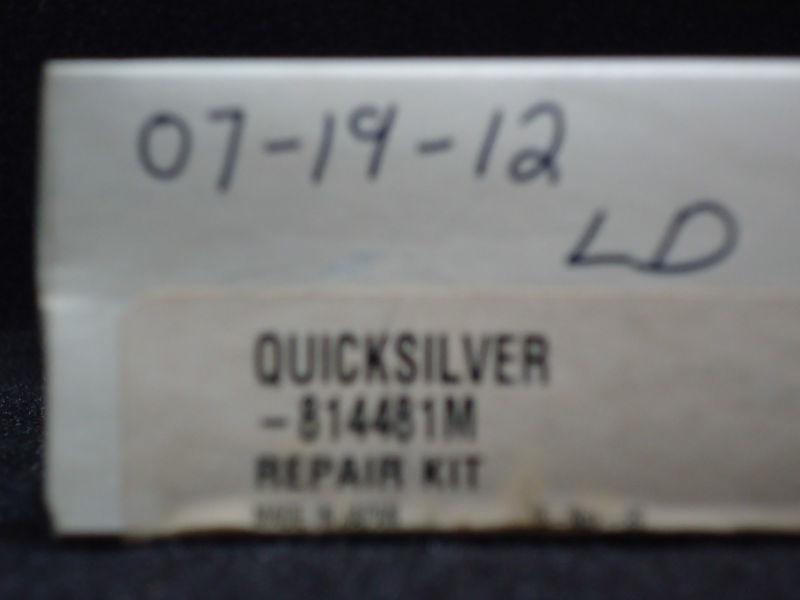 07-19-12
LD
QUICKSILVER
-814481M
REPAIR KIT